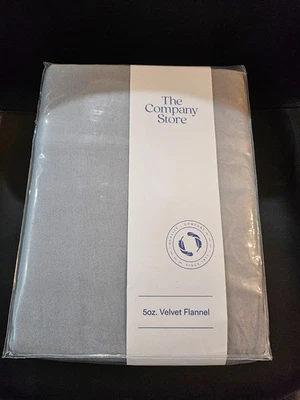 The
Company
Store
5oz. Velvet Flannel